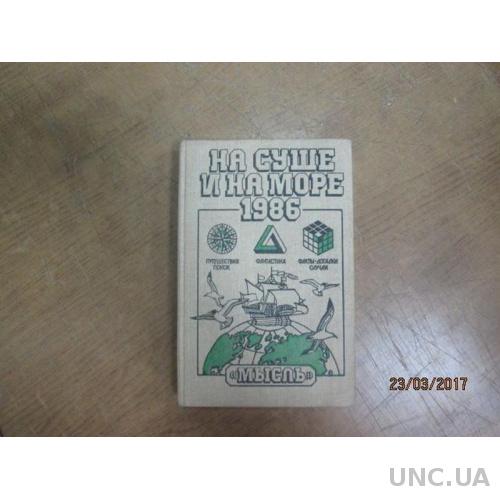 НА СУШЕ
И НА МОРЕ
1986
ПУТЕШЕСТВИЯ
ПОИСК
ФАНТАСТИКА
ФАКТЫ·ДОГАДКИ
СЛУЧАИ
«МЫСЛЬ»
23/03/2017
UNC.UA